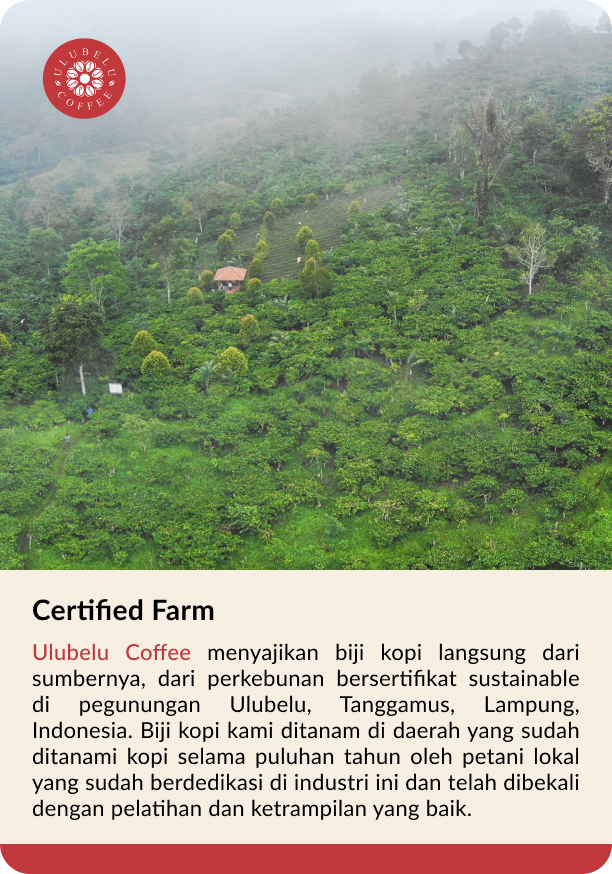 ULUBELU
COFFEE
Certified Farm
Ulubelu Coffee menyajikan biji kopi langsung dari
sumbernya, dari perkebunan bersertifikat sustainable
di pegunungan Ulubelu, Tanggamus, Lampung,
Indonesia. Biji kopi kami ditanam di daerah yang sudah
ditanami kopi selama puluhan tahun oleh petani lokal
yang sudah berdedikasi di industri ini dan telah dibekali
dengan pelatihan dan ketrampilan yang baik.